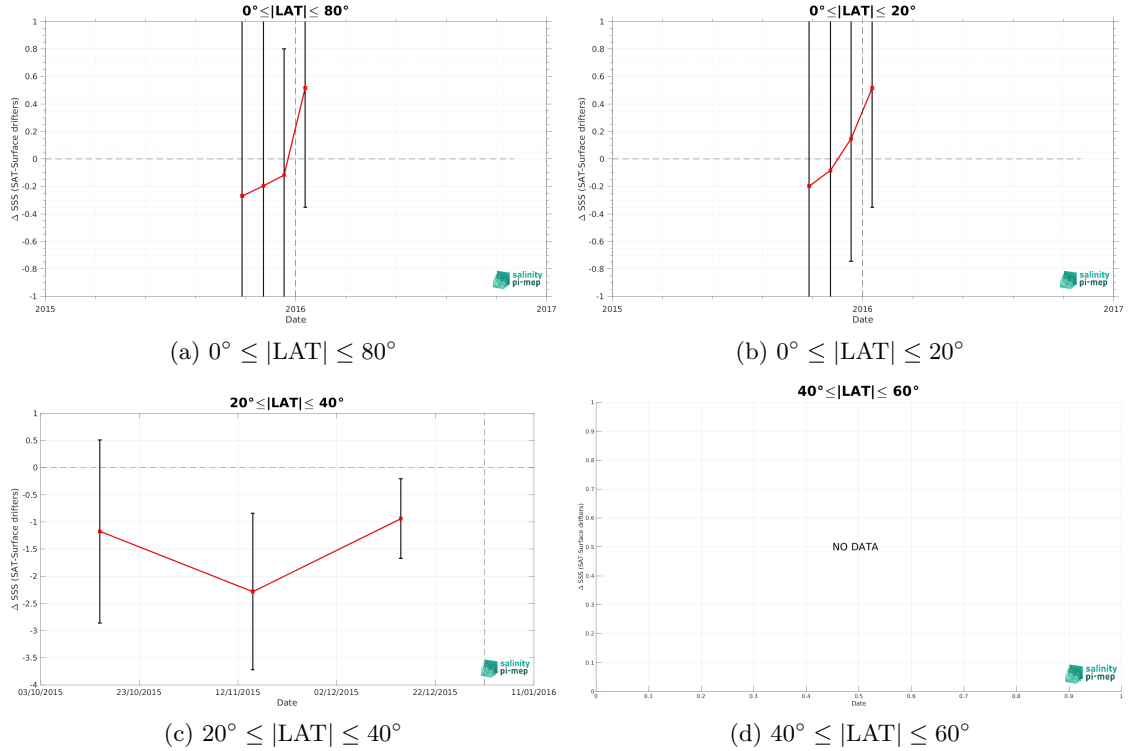 0°≤|LAT|≤ 80°
1
0.8
0.6
0.4
0.2
0
-0.2
-0.4
-0.6
-0.8
-1
Δ SSS (SAT-Surface drifters)
2015
2016
2017
Date
salinity
pi-mep
(a) 0° ≤ |LAT| ≤ 80°
0°≤|LAT|≤ 20°
1
0.8
0.6
0.4
0.2
0
-0.2
-0.4
-0.6
-0.8
-1
Δ SSS (SAT-Surface drifters)
2015
2016
2017
Date
salinity
pi-mep
(b) 0° ≤ |LAT| ≤ 20°
20°≤|LAT|≤ 40°
1
0.5
0
-0.5
-1
-1.5
-2
-2.5
-3
-3.5
-4
Δ SSS (SAT-Surface drifters)
03/10/2015
23/10/2015
12/11/2015
02/12/2015
22/12/2015
11/01/2016
Date
salinity
pi-mep
(c) 20° ≤ |LAT| ≤ 40°
40°≤|LAT|≤ 60°
1
0.9
0.8
0.7
0.6
0.5
0.4
0.3
0.2
0.1
0
Δ SSS (SAT-Surface drifters)
NO DATA
0
0.1
0.2
0.3
0.4
0.5
0.6
0.7
0.8
0.9
1
Date
salinity
pi-mep
(d) 40° ≤ |LAT| ≤ 60°